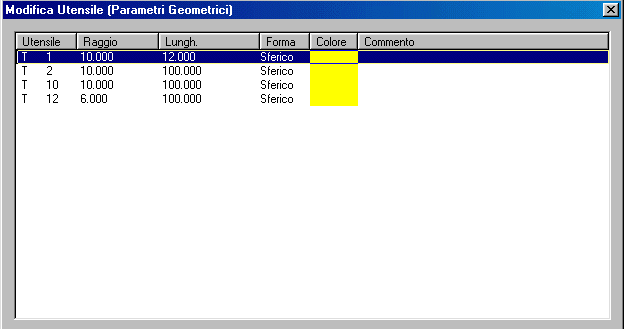 Modifica Utensile (Parametri Geometrici)
Utensile Raggio Lungh. Forma Colore Commento
T 1 10.000 12.000 Sferico
T 2 10.000 100.000 Sferico
T 10 10.000 100.000 Sferico
T 12 6.000 100.000 Sferico